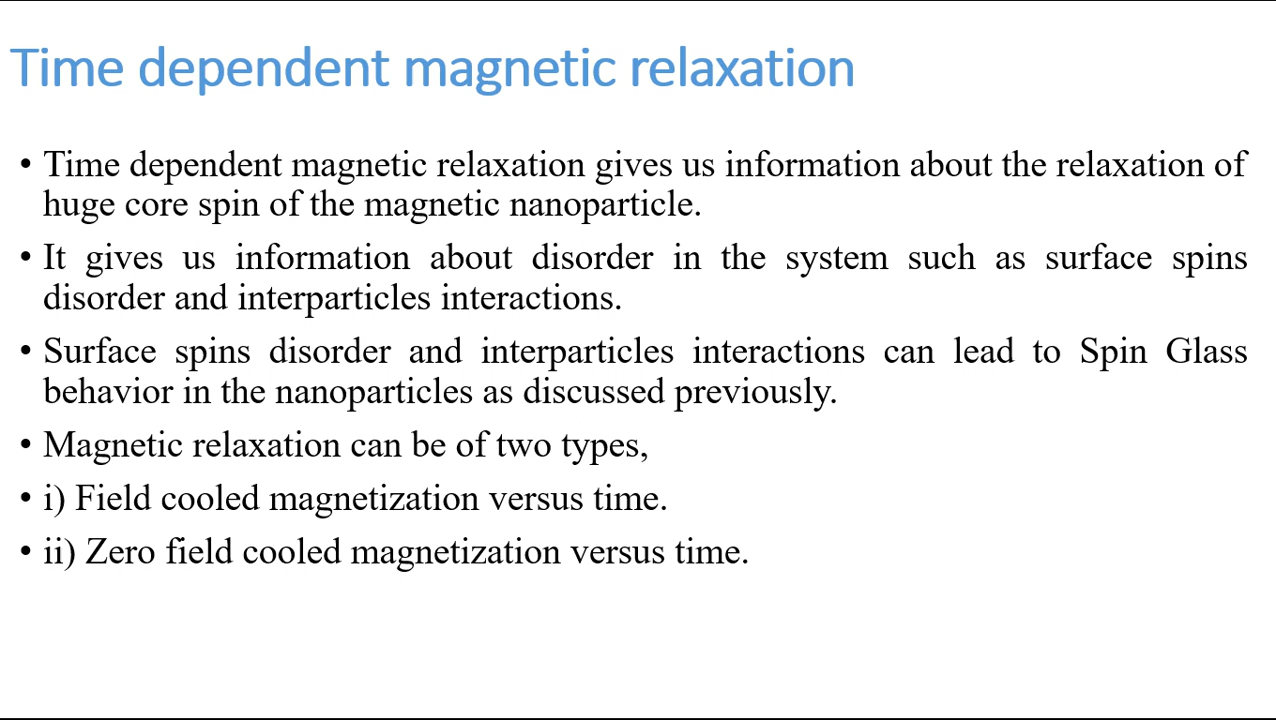 Time dependent magnetic relaxation
• Time dependent magnetic relaxation gives us information about the relaxation of
huge core spin of the magnetic nanoparticle.
• It gives us information about disorder in the system such as surface spins
disorder and interparticles interactions.
• Surface spins disorder and interparticles interactions can lead to Spin Glass
behavior in the nanoparticles as discussed previously.
• Magnetic relaxation can be of two types,
• i) Field cooled magnetization versus time.
• ii) Zero field cooled magnetization versus time.